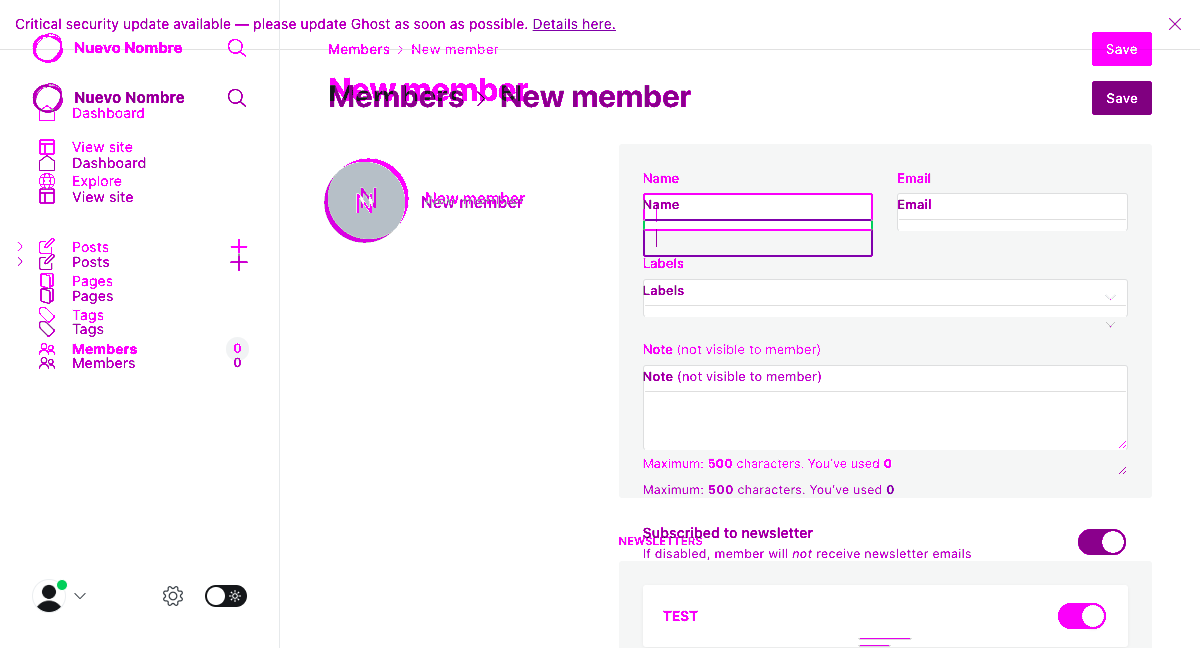 Critical security update available — please update Ghost as soon as possible. Details here.
Nuevo Nombre
Members > New member
Save
New member
Members > New member
Save
Nuevo Nombre
Dashboard
View site
Dashboard
Explore
View site
Posts
Posts
Pages
Pages
Tags
Tags
Members 0
Members 0
N
New member
New member
Name
Email
Name
Email
Labels
Labels
Note (not visible to member)
Note (not visible to member)
Maximum: 500 characters. You've used 0
Maximum: 500 characters. You've used 0
Subscribed to newsletter
NEWSLETTERS
If disabled, member will not receive newsletter emails
TEST